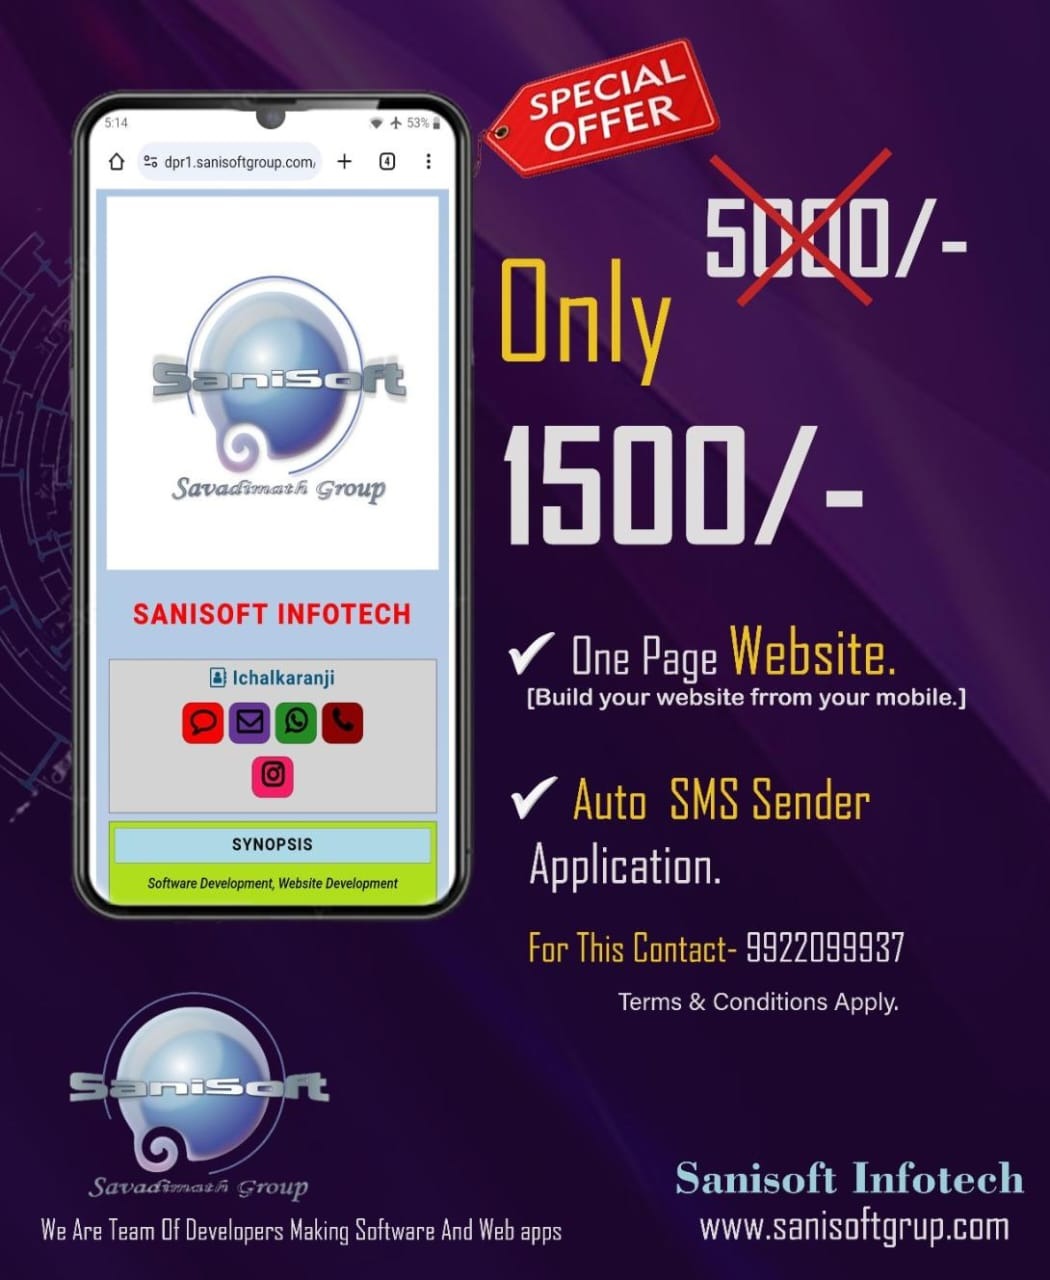 5:14
53%
dpr1.sanisoftgroup.com/
4
SaniSoft
Savadimath Group
SANISOFT INFOTECH
Ichalkaranji
SYNOPSIS
Software Development, Website Development
SPECIAL
OFFER
5000/-
Only
1500/-
One Page Website.
[Build your website frrom your mobile.]
Auto SMS Sender
Application.
For This Contact- 9922099937
Terms & Conditions Apply.
SaniSoft
Savadimath Group
We Are Team Of Developers Making Software And Web apps
Sanisoft Infotech
www.sanisoftgrup.com